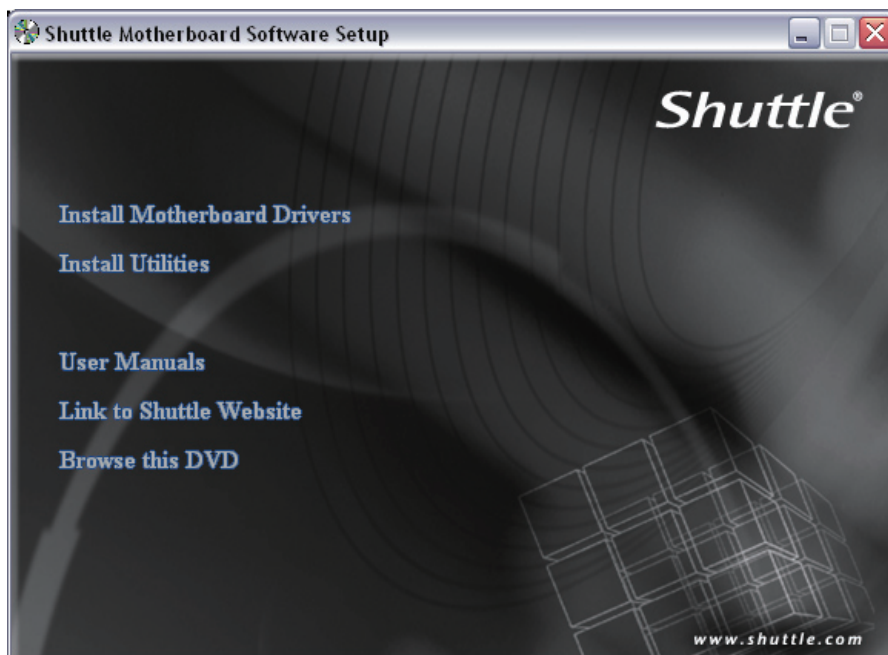 Shuttle Motherboard Software Setup
Shuttle®
Install Motherboard Drivers
Install Utilities
User Manuals
Link to Shuttle Website
Browse this DVD
www.shuttle.com